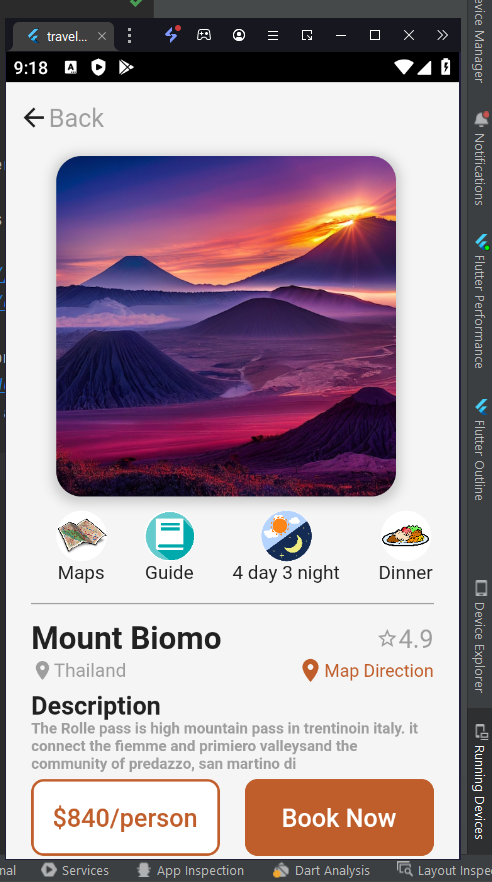 evice Manager
travel...
9:18
A
Notifications
Back
Flutter Performance
Flutter Outline
Maps
Guide
4 day 3 night
Dinner
Mount Biomo
4.9
Thailand
Map Direction
Device Explorer
Description
The Rolle pass is high mountain pass in trentinoin italy. it
connect the fiemme and primiero valleysand the
community of predazzo, san martino di
$840/person
Book Now
Running Devices
nal
Services
App Inspection
Dart Analysis
Layout Inspe